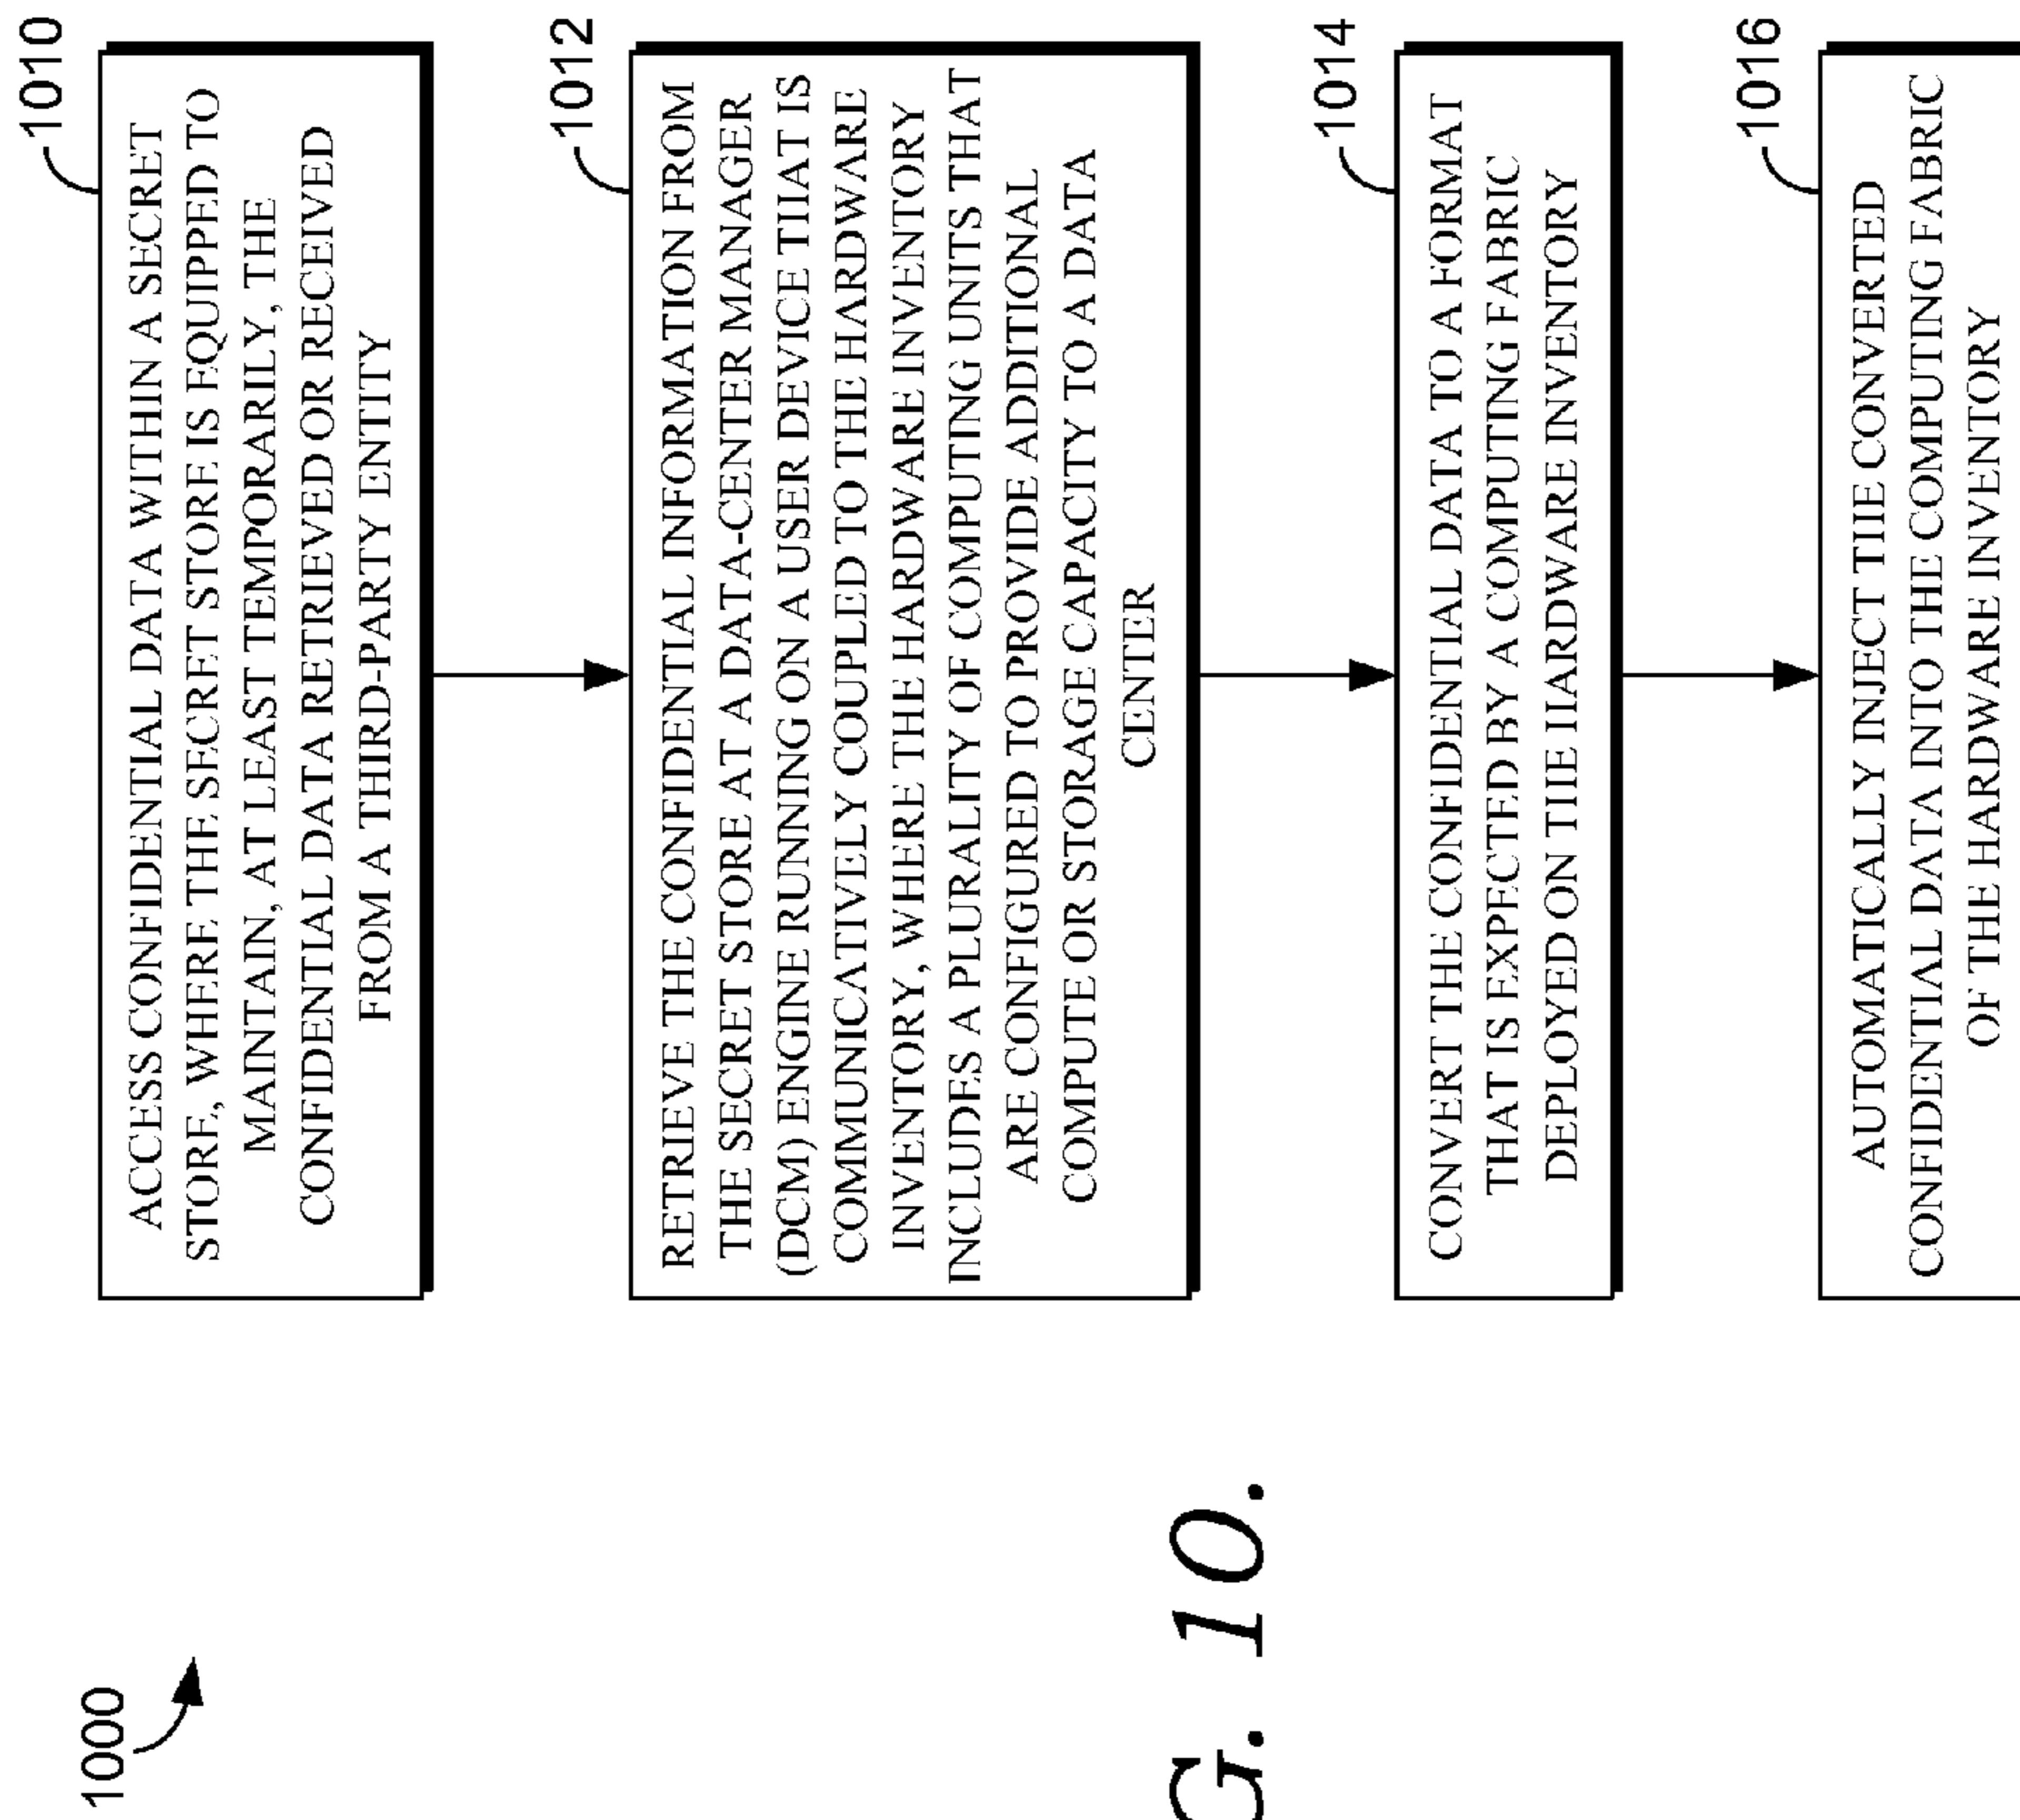 1000
1010
ACCESS CONFIDENTIAL DATA WITHIN A SECRET
STORE, WHERE THE SECRET STORE IS EQUIPPED TO
MAINTAIN, AT LEAST TEMPORARILY, THE
CONFIDENTIAL DATA RETRIEVED OR RECEIVED
FROM A THIRD-PARTY ENTITY
1012
RETRIEVE THE CONFIDENTIAL INFORMATION FROM
THE SECRET STORE AT A DATA-CENTER MANAGER
(DCM) ENGINE RUNNING ON A USER DEVICE THAT IS
COMMUNICATIVELY COUPLED TO THE HARDWARE
INVENTORY, WHERE THE HARDWARE INVENTORY
INCLUDES A PLURALITY OF COMPUTING UNITS THAT
ARE CONFIGURED TO PROVIDE ADDITIONAL
COMPUTE OR STORAGE CAPACITY TO A DATA
CENTER
1014
CONVERT THE CONFIDENTIAL DATA TO A FORMAT
THAT IS EXPECTED BY A COMPUTING FABRIC
DEPLOYED ON THE HARDWARE INVENTORY
1016
AUTOMATICALLY INJECT THE CONVERTED
CONFIDENTIAL DATA INTO THE COMPUTING FABRIC
OF THE HARDWARE INVENTORY
G. 10.